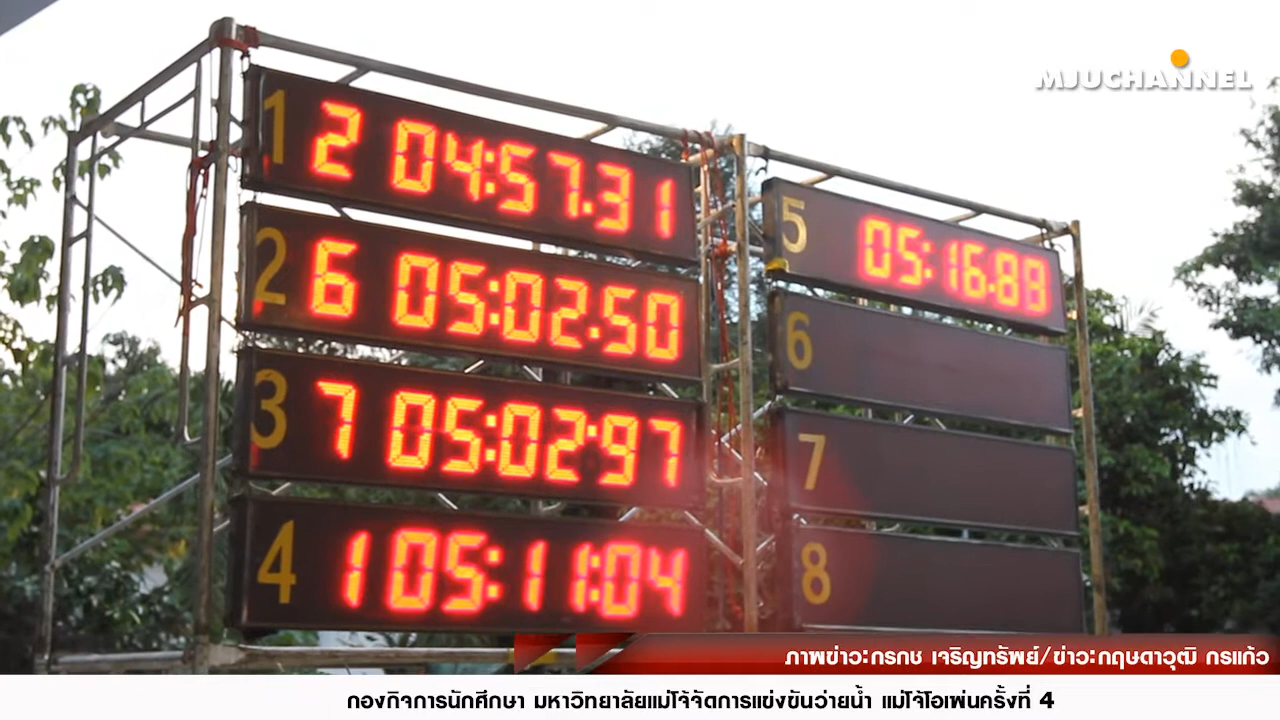 MJUCHANNEL
1 2 04:57.31
2 6 05:02.50
3 7 05:02:97
4 1 05:11:04
5 05:16.89
6
7
8
ภาพข่าว:กรกช เจริญทรัพย์/ข่าว:กฤษดาวุฒิ กรแก้ว
กองกิจการนักศึกษา มหาวิทยาลัยแม่โจ้จัดการแข่งขันว่ายน้ำ แม่โจ้โอเพ่นครั้งที่ 4